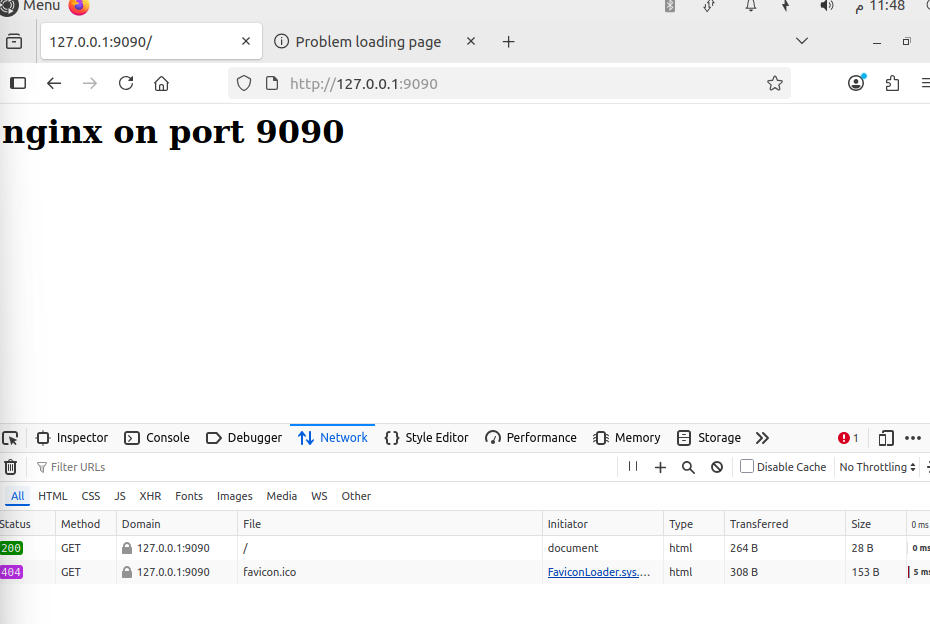 Menu م 11:48
127.0.0.1:9090/ Problem loading page
http://127.0.0.1:9090
nginx on port 9090
Inspector Console Debugger Network Style Editor Performance Memory Storage 1
Filter URLs Disable Cache No Throttling
All HTML CSS JS XHR Fonts Images Media WS Other
Status Method Domain File Initiator Type Transferred Size 0 ms
200 GET 127.0.0.1:9090 / document html 264 B 28 B 0 ms
404 GET 127.0.0.1:9090 favicon.ico FaviconLoader.sys.... html 308 B 153 B 5 ms